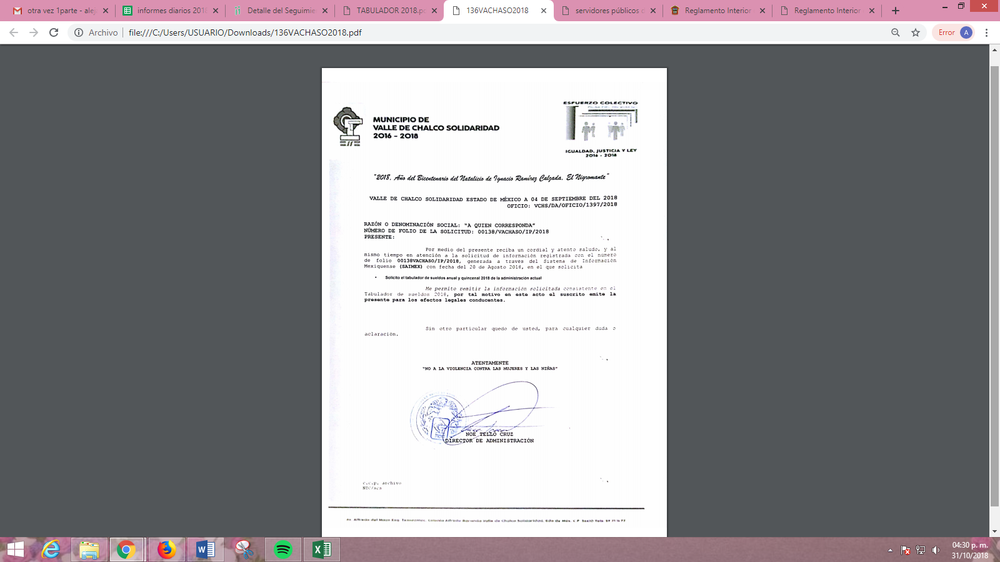 otra vez 1parte - alej
informes diarios 2018
Detalle del Seguimie
TABULADOR 2018.pd
136VACHASO2018
servidores públicos d
Reglamento Interior
Reglamento Interior
Archivo
file:///C:/Users/USUARIO/Downloads/136VACHASO2018.pdf
Error
A
MUNICIPIO DE
VALLE DE CHALCO SOLIDARIDAD
2016 - 2018
ESFUERZO COLECTIVO
IGUALDAD, JUSTICIA Y LEY
2016 - 2018
"2018. Año del Bicentenario del Natalicio de Ignacio Ramírez Calzada, El Nigromante"
VALLE DE CHALCO SOLIDARIDAD ESTADO DE MÉXICO A 04 DE SEPTIEMBRE DEL 2018
OFICIO: VCHS/DA/OFICIO/1397/2018
RAZÓN O DENOMINACIÓN SOCIAL: "A QUIEN CORRESPONDA"
NÚMERO DE FOLIO DE LA SOLICITUD: 00138/VACHASO/IP/2018
PRESENTE:
Por medio del presente reciba un cordial y atento saludo, y al
mismo tiempo en atención a la solicitud de información registrada con el numero
de folio 00138VACHASO/IP/2018, generada a través del Sistema de Información
Mexiquense (SAIMEX) con fecha del 20 de Agosto 2018, en el que solicita
• Solicito el tabulador de sueldos anual y quincenal 2018 de la administración actual
Me permito remitir la información solicitada consistente en el
Tabulador de sueldos 2018, por tal motivo en este acto el suscrito emite la
presente para los efectos legales conducentes.
Sin otro particular quedo de usted, para cualquier duda o
aclaración.
ATENTAMENTE
"NO A LA VIOLENCIA CONTRA LAS MUJERES Y LAS NIÑAS"
NOE TELLO CRUZ
DIRECTOR DE ADMINISTRACIÓN
c.c.p. archivo
NTC/scs
04:30 p. m.
31/10/2018